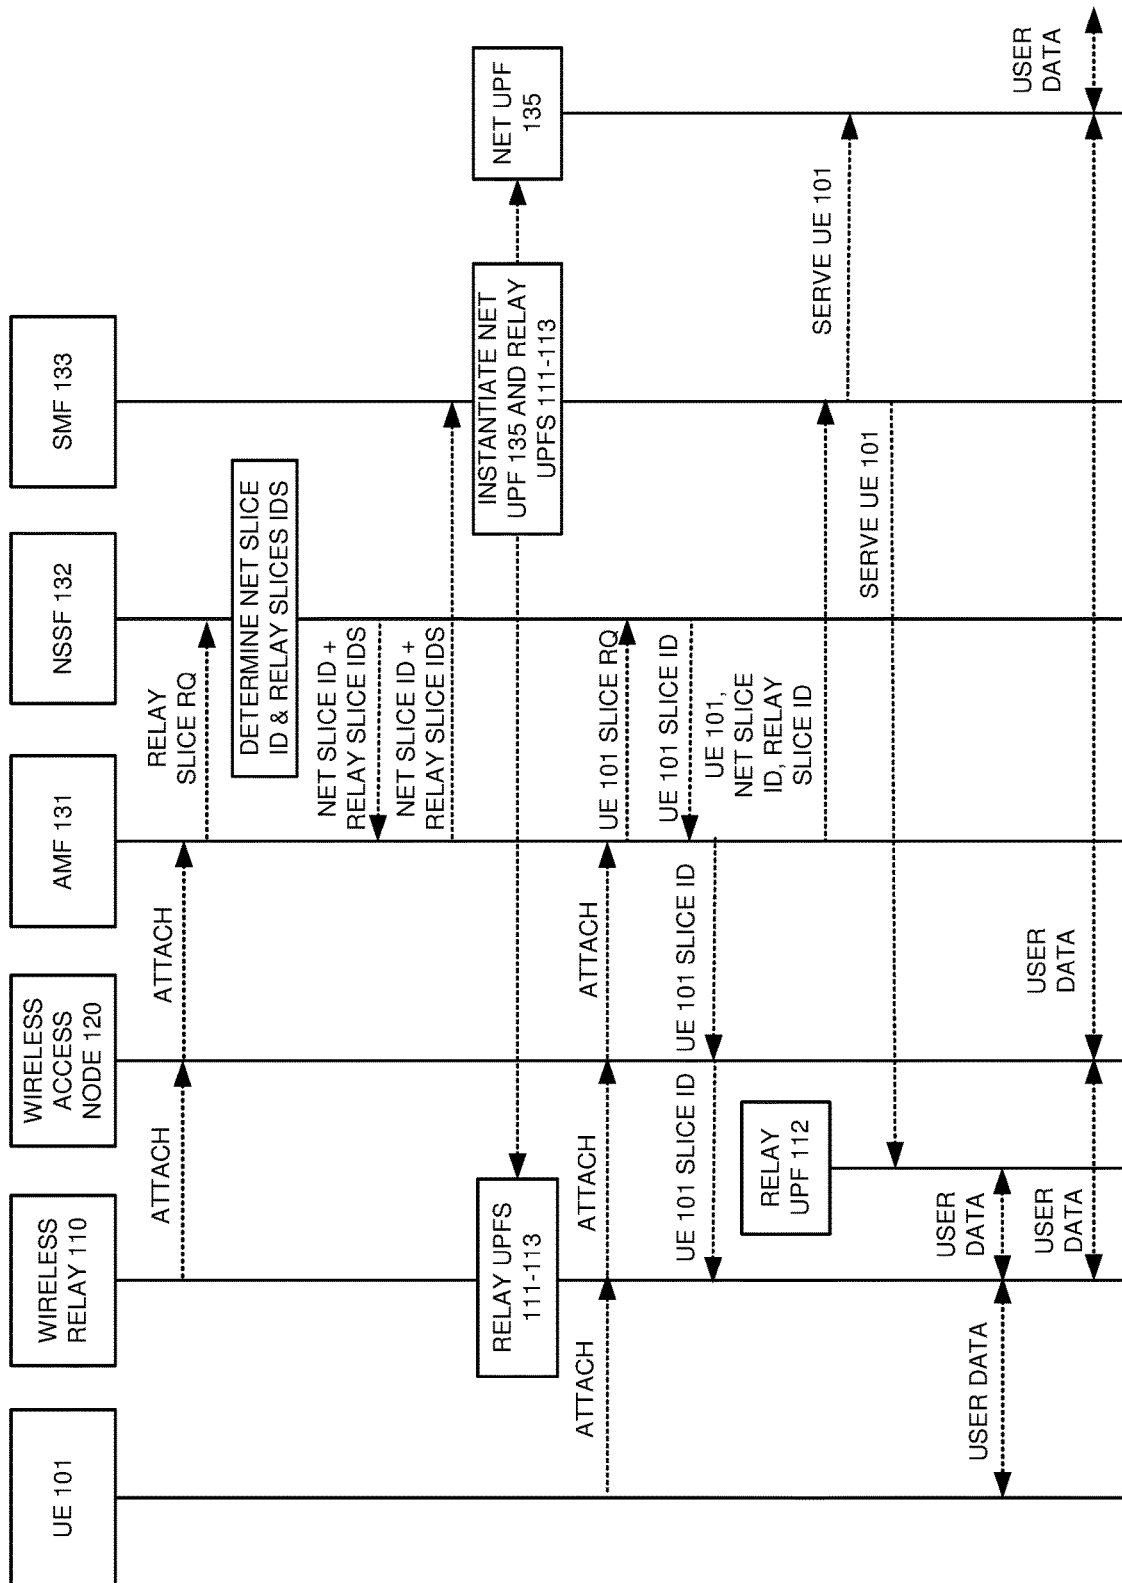 UE 101
WIRELESS
RELAY 110
WIRELESS
ACCESS
NODE 120
AMF 131
NSSF 132
SMF 133
ATTACH
ATTACH
RELAY
SLICE RQ
DETERMINE NET SLICE
ID & RELAY SLICES IDS
NET SLICE ID +
RELAY SLICE IDS
NET SLICE ID +
RELAY SLICE IDS
RELAY UPFS
111-113
INSTANTIATE NET
UPF 135 AND RELAY
UPFS 111-113
NET UPF
135
ATTACH
ATTACH
ATTACH
UE 101 SLICE RQ
UE 101 SLICE ID
UE 101 SLICE ID
UE 101 SLICE ID
UE 101,
NET SLICE
ID, RELAY
SLICE ID
RELAY
UPF 112
SERVE UE 101
SERVE UE 101
USER DATA
USER
DATA
USER
DATA
USER
DATA
USER
DATA